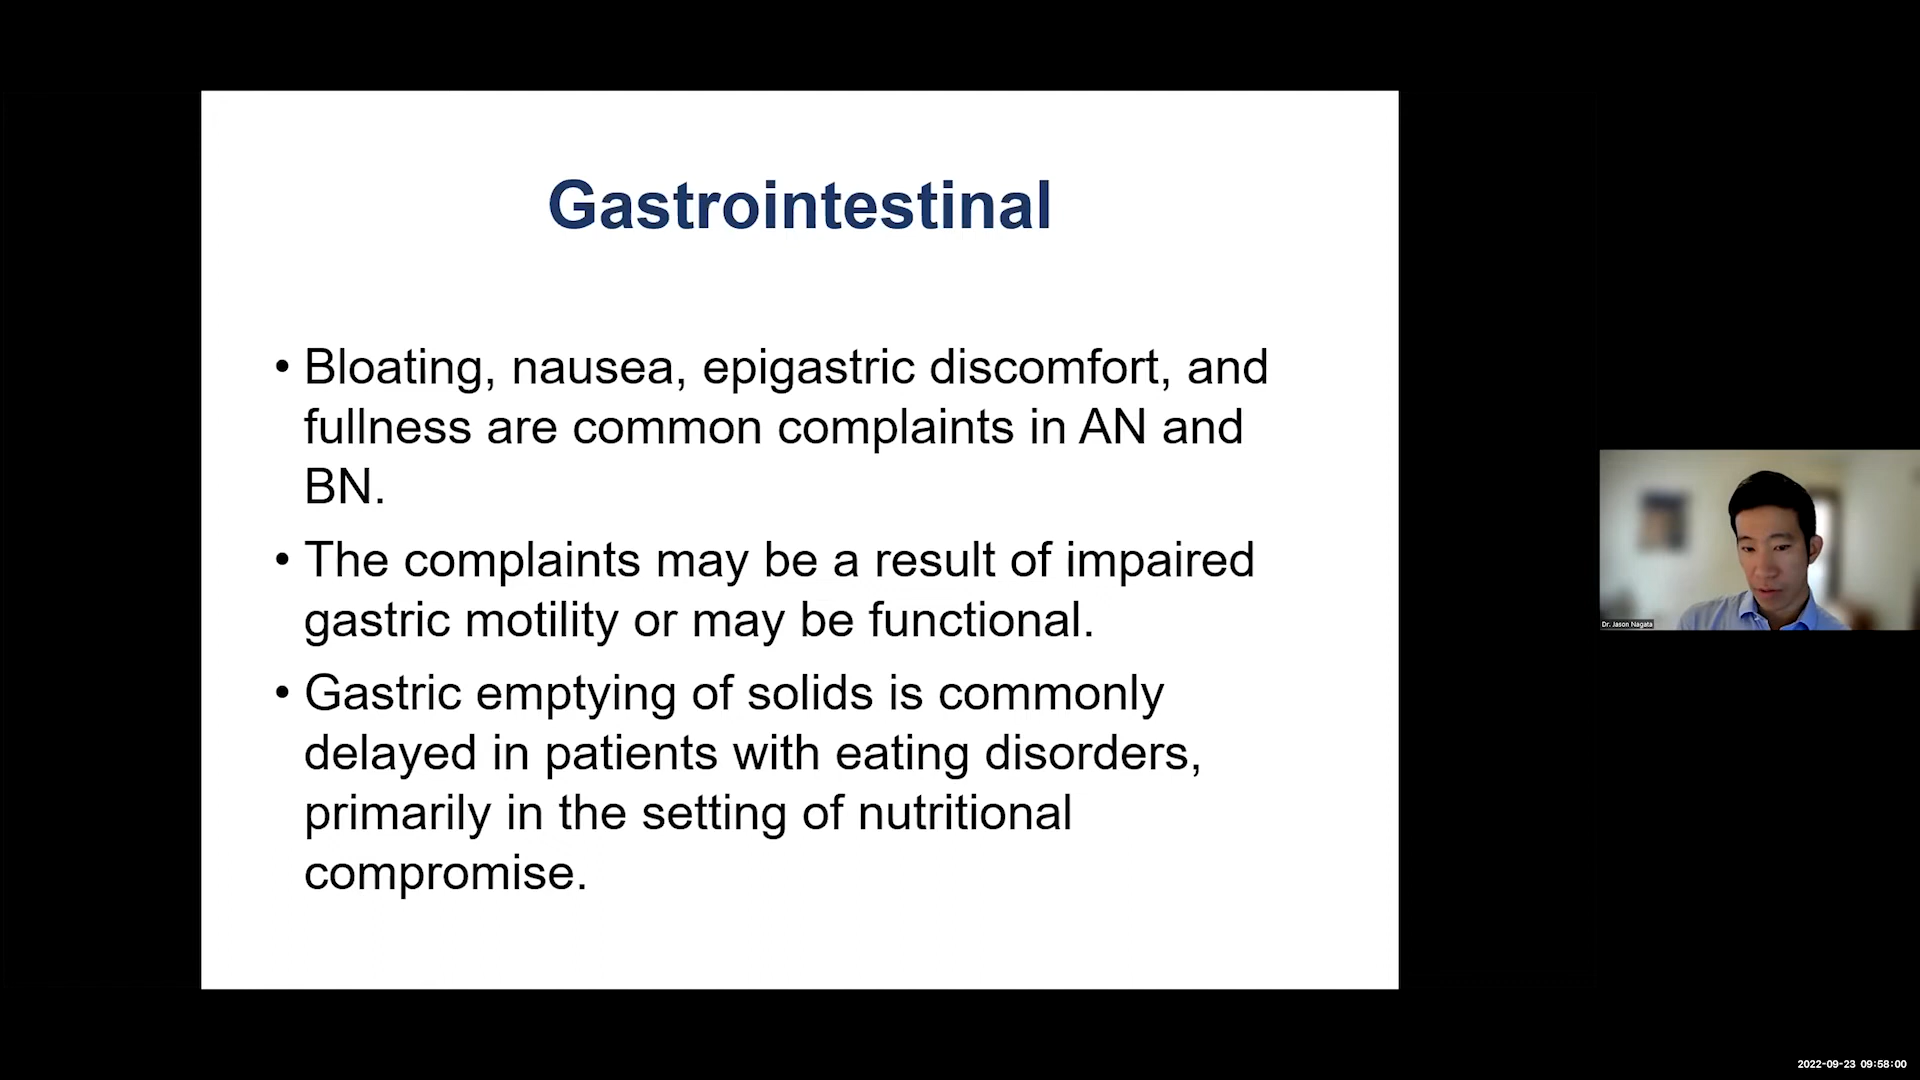 Gastrointestinal
• Bloating, nausea, epigastric discomfort, and
fullness are common complaints in AN and
BN.
• The complaints may be a result of impaired
gastric motility or may be functional.
• Gastric emptying of solids is commonly
delayed in patients with eating disorders,
primarily in the setting of nutritional
compromise.
Dr. Jason Nagata
2022-09-23 09:58:00